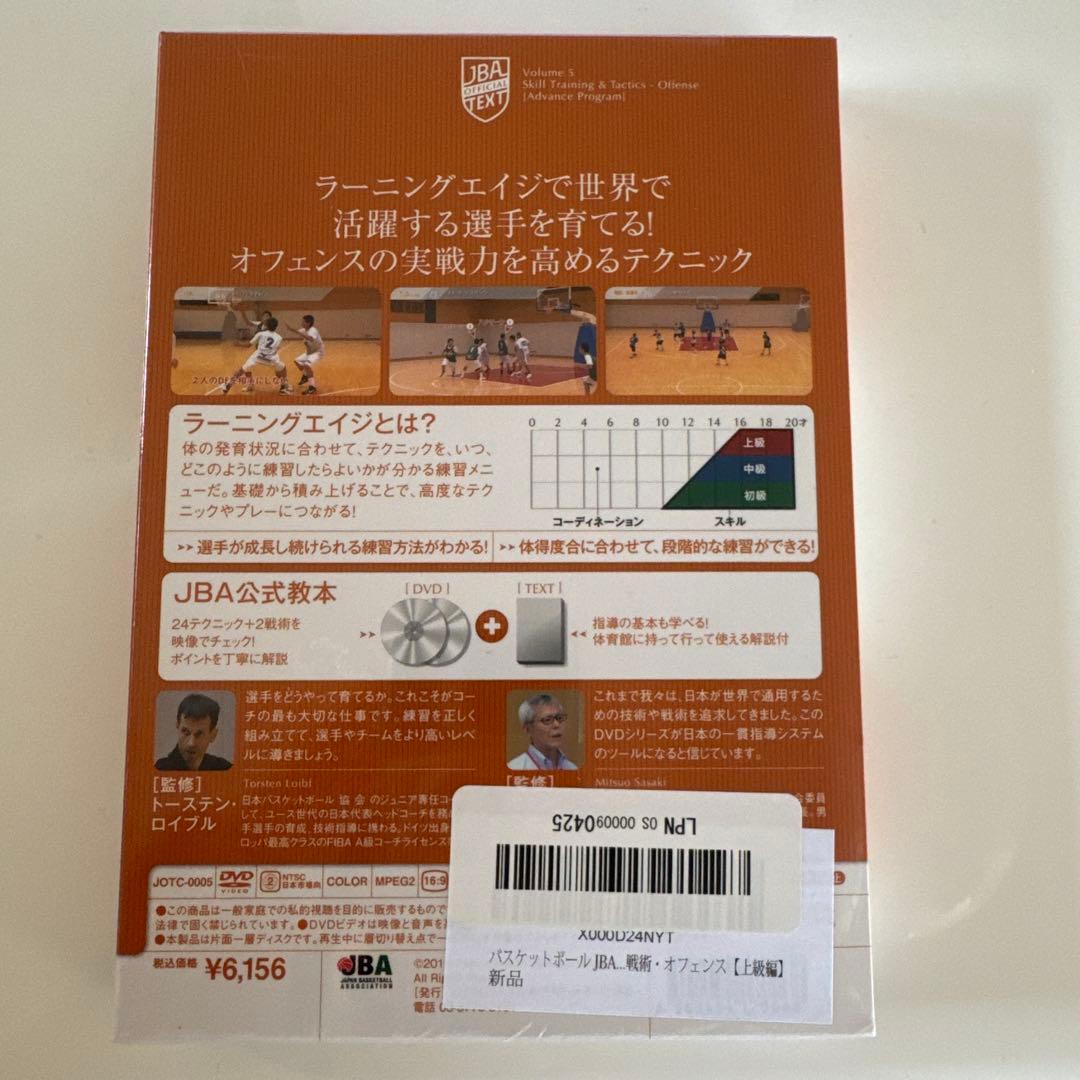 JBA
OFFICIAL
TEXT
Volume 5
Skill Training & Tactics - Offense
[Advance Program]
ラーニングエイジで世界で
活躍する選手を育てる!
オフェンスの実戦力を高めるテクニック
2人のDFを相手にしない
ラーニングエイジとは?
体の発育状況に合わせて、テクニックを、いつ、
どこのように練習したらよいかが分かる練習メニ
ューだ。基礎から積み上げることで、高度なテク
ニックやプレーにつながる!
0 2 4 6 8 10 12 14 16 18 20才
上級
中級
初級
コーディネーション スキル
>> 選手が成長し続けられる練習方法がわかる!
>> 体得度合に合わせて、段階的な練習ができる!
JBA公式教本
24テクニック+2戦術を
映像でチェック!
ポイントを丁寧に解説
[DVD]
[TEXT]
指導の基本も学べる!
体育館に持って行って使える解説付
選手をどうやって育てるか。これこそがコー
チの最も大切な仕事です。練習を正しく
組み立てて、選手やチームをより高いレベ
ルに導きましょう。
[監修]
トーステン・
ロイブル
Torsten Loibl
日本バスケットボール協会のジュニア専任コー
して、ユース世代の日本代表ヘッドコーチを務め
手選手の育成、技術指導に携わる。ドイツ出身
ロッパ最高クラスのFIBA A級コーチライセンス
これまで我々は、日本が世界で通用するた
めの技術や戦術を追求してきました。この
DVDシリーズが日本の一貫指導システム
のツールになると信じています。
[監修]
Mitsuo Sasaki
会委員
長。男
LPN OS 0000090425
X000D24NYT
バスケットボール JBA...戦術・オフェンス【上級編】
新品
JOTC-0005
DVD
VIDEO
2
NTSC
日本市場向
COLOR
MPEG2
16:9
止
●この商品は一般家庭での私的視聴を目的に販売するもので
法律で固く禁じられています。●DVDビデオは映像と音声を高
●本製品は片面一層ディスクです。再生中に層切り替え点で一
税込価格 ¥6,156
JBA
JAPAN BASKETBALL
ASSOCIATION
©201
All Rig
[発行
電話